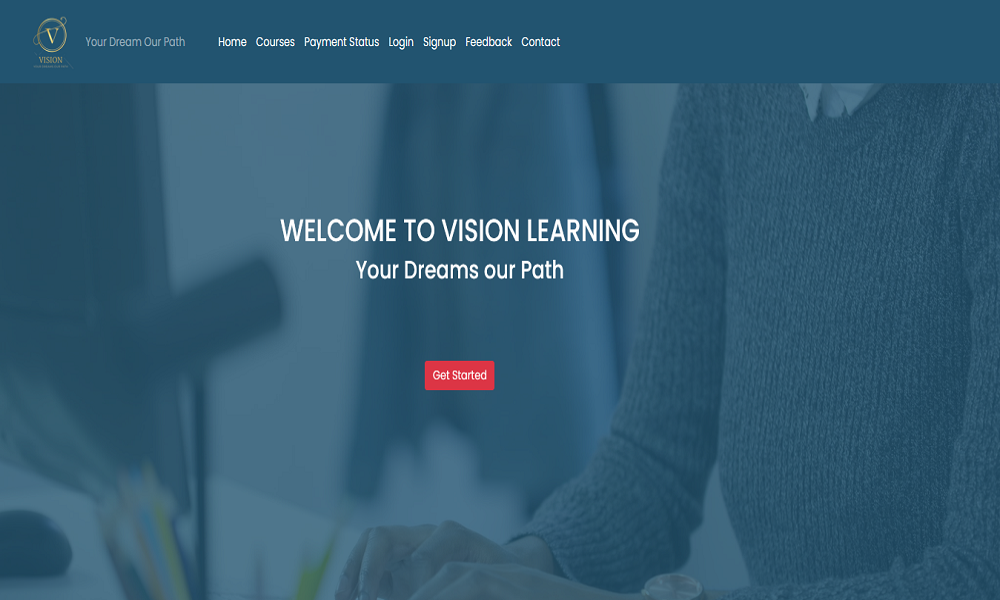 V
VISION
Your Dream Our Path
Home Courses Payment Status Login Signup Feedback Contact
WELCOME TO VISION LEARNING
Your Dreams our Path
Get Started